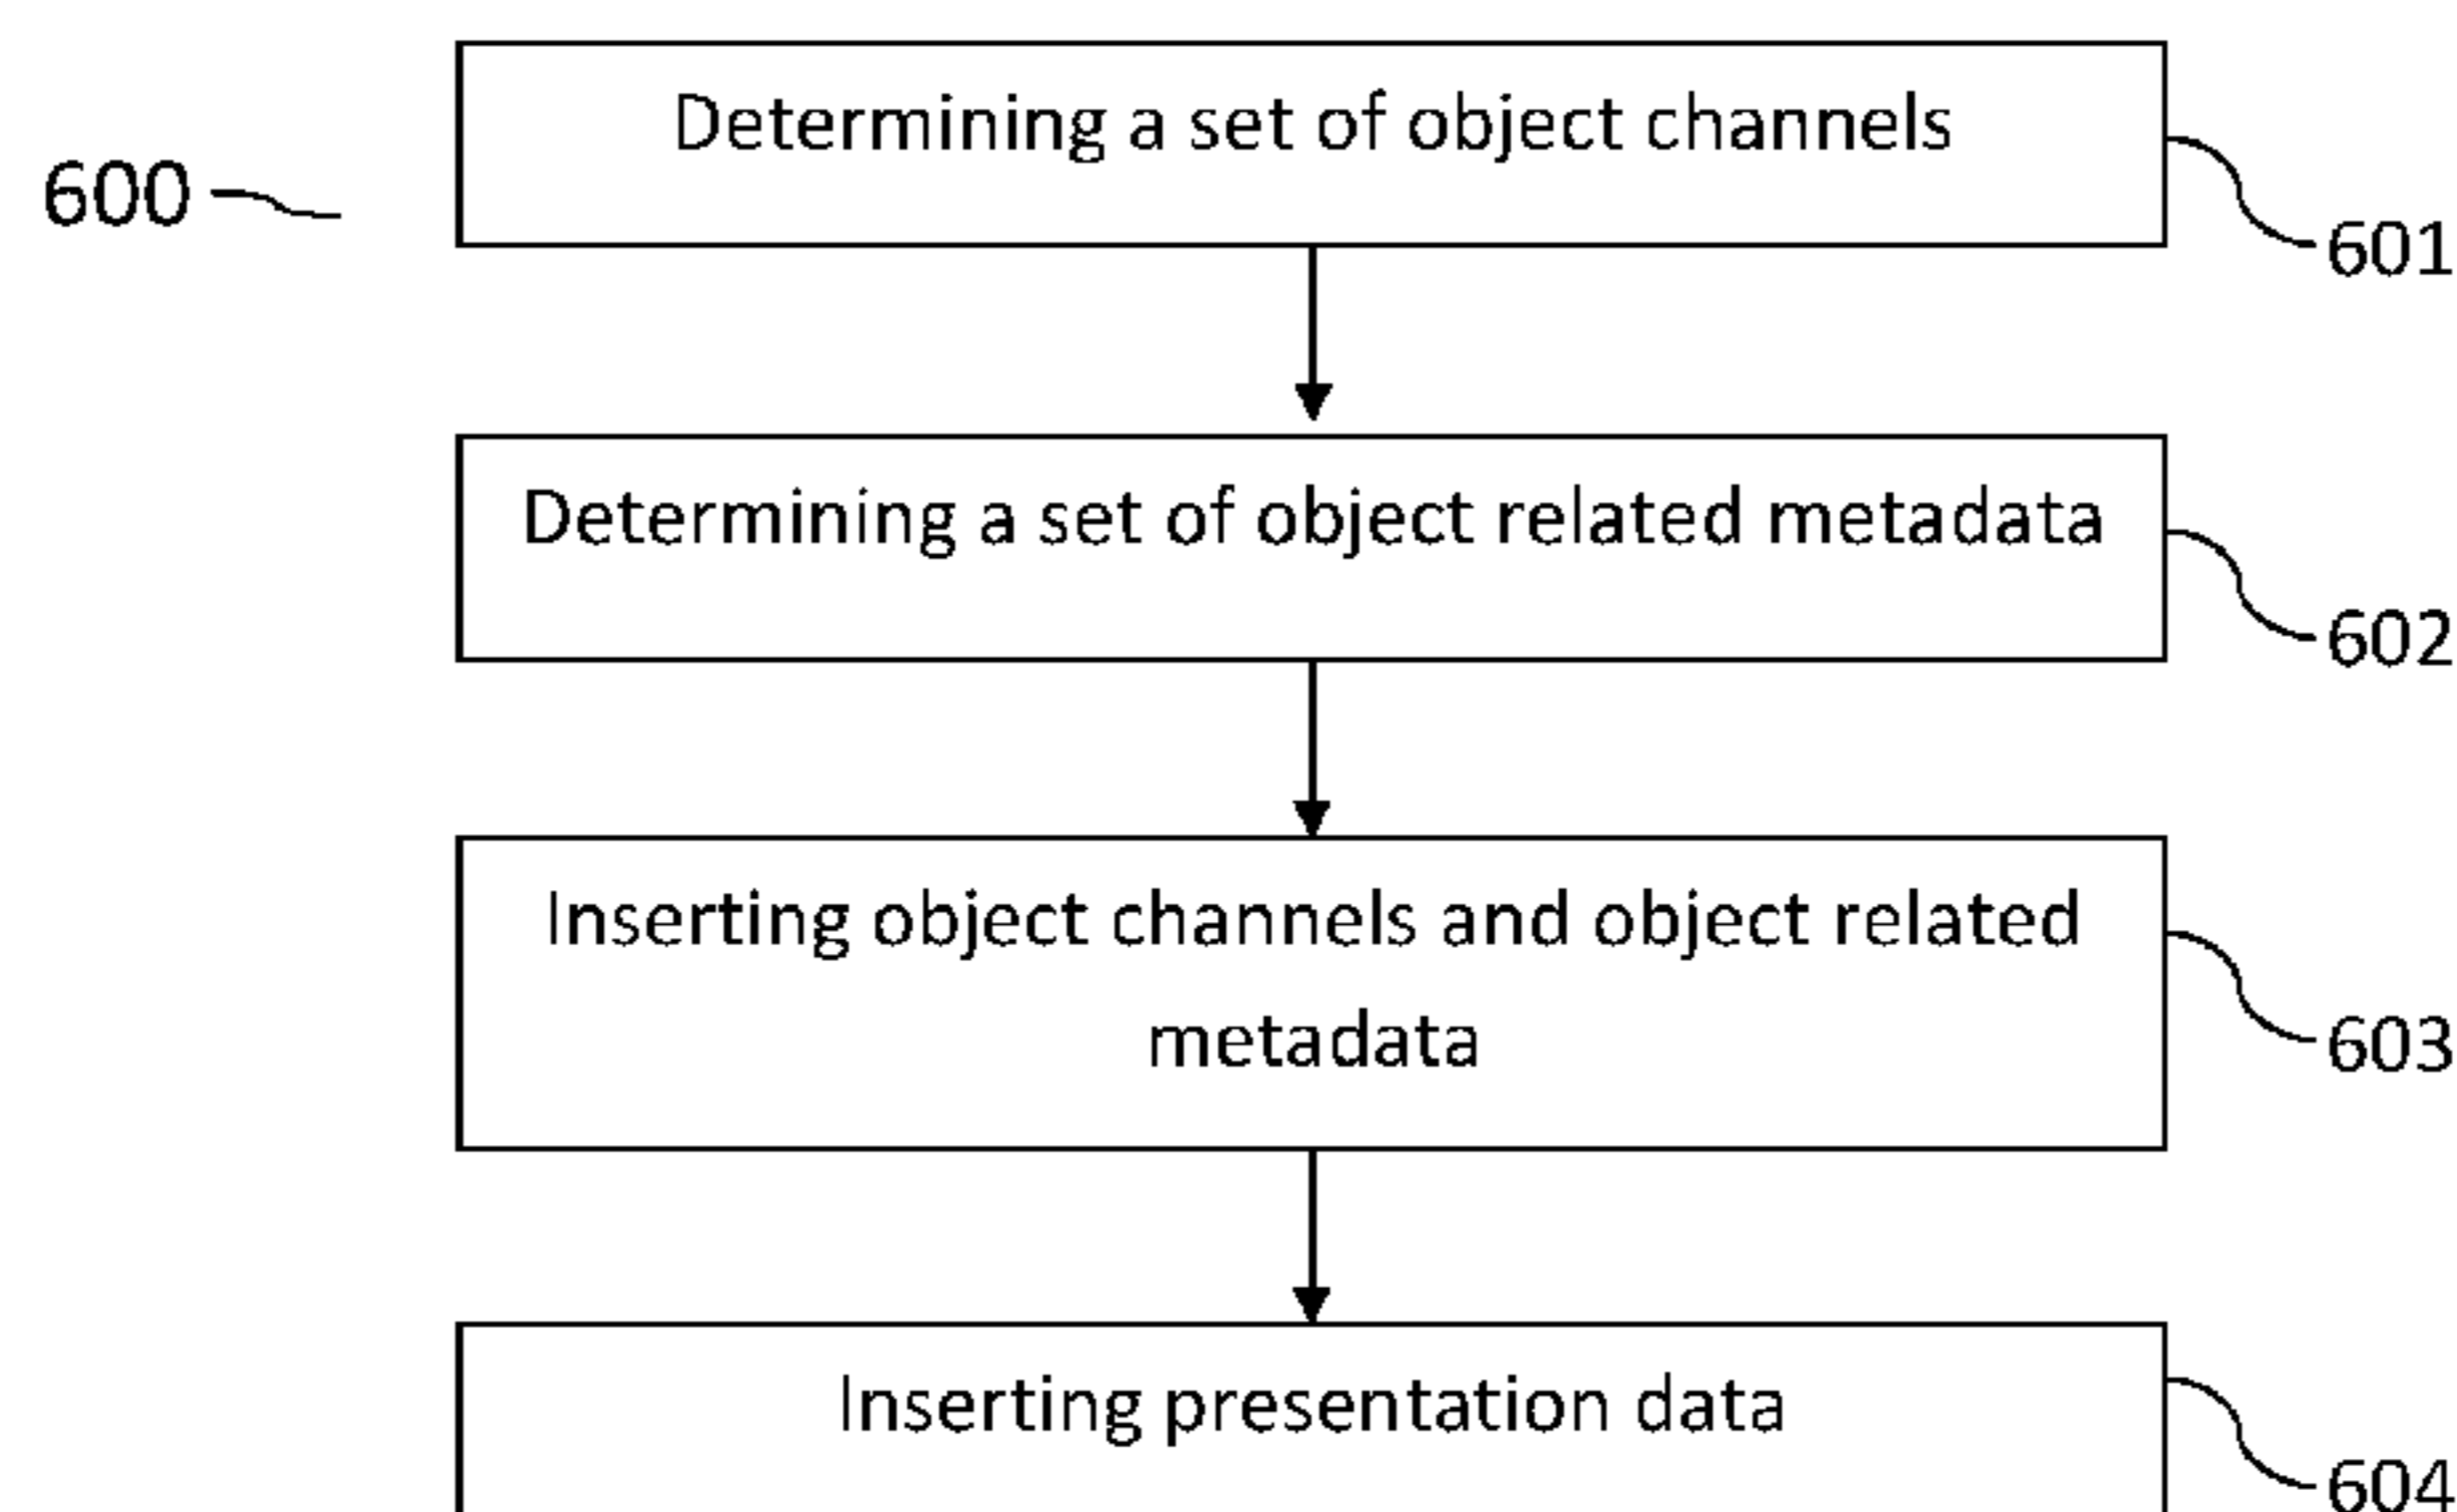 Determining a set of object channels
600
601
Determining a set of object related metadata
602
Inserting object channels and object related
metadata
603
Inserting presentation data
604